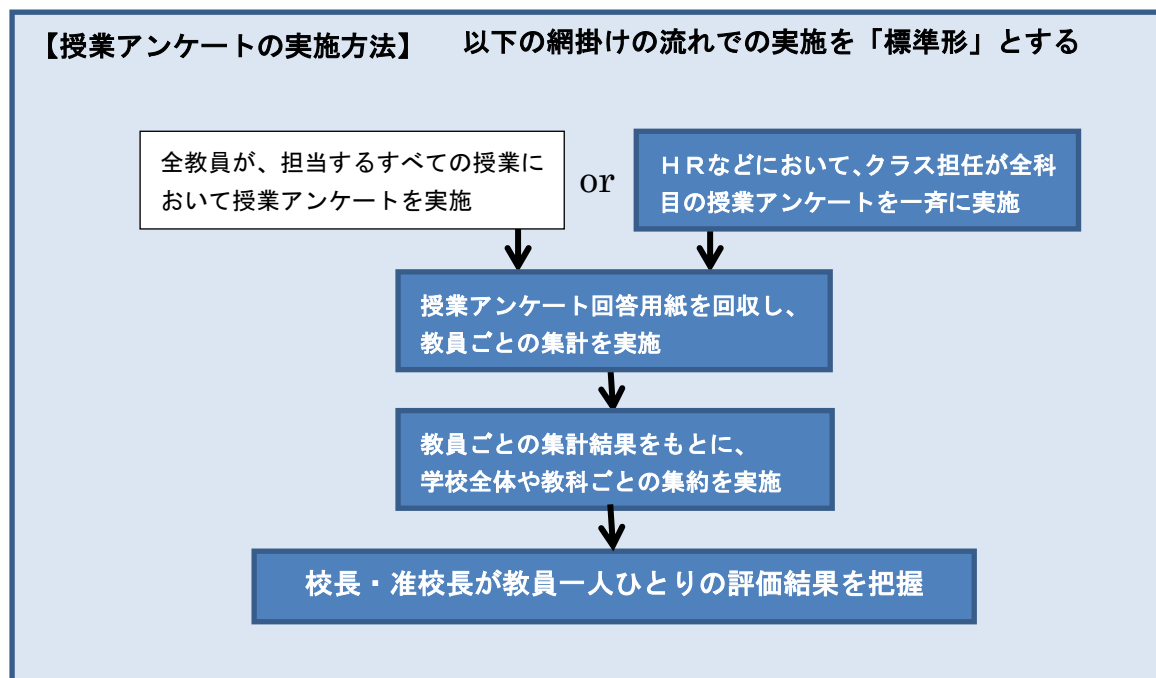 【授業アンケートの実施方法】　以下の網掛けの流れでの実施を「標準形」とする
全教員が、担当するすべての授業に
おいて授業アンケートを実施
or
ＨＲなどにおいて、クラス担任が全科
目の授業アンケートを一斉に実施
授業アンケート回答用紙を回収し、
教員ごとの集計を実施
教員ごとの集計結果をもとに、
学校全体や教科ごとの集約を実施
校長・准校長が教員一人ひとりの評価結果を把握